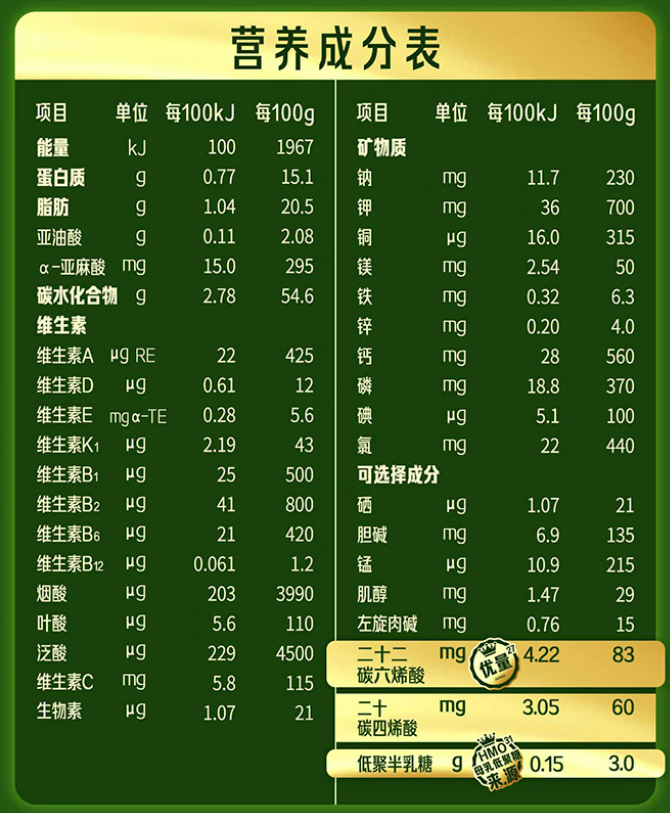 营养成分表
项目 单位 每100kJ 每100g
能量 kJ 100 1967
蛋白质 g 0.77 15.1
脂肪 g 1.04 20.5
亚油酸 g 0.11 2.08
α-亚麻酸 mg 15.0 295
碳水化合物 g 2.78 54.6
维生素
维生素A μg RE 22 425
维生素D μg 0.61 12
维生素E mg α-TE 0.28 5.6
维生素K1 μg 2.19 43
维生素B1 μg 25 500
维生素B2 μg 41 800
维生素B6 μg 21 420
维生素B12 μg 0.061 1.2
烟酸 μg 203 3990
叶酸 μg 5.6 110
泛酸 μg 229 4500
维生素C mg 5.8 115
生物素 μg 1.07 21
项目 单位 每100kJ 每100g
矿物质
钠 mg 11.7 230
钾 mg 36 700
铜 μg 16.0 315
镁 mg 2.54 50
铁 mg 0.32 6.3
锌 mg 0.20 4.0
钙 mg 28 560
磷 mg 18.8 370
碘 μg 5.1 100
氯 mg 22 440
可选择成分
硒 μg 1.07 21
胆碱 mg 6.9 135
锰 μg 10.9 215
肌醇 mg 1.47 29
左旋肉碱 mg 0.76 15
二十二 mg 4.22 83
碳六烯酸
优量27
二十 mg 3.05 60
碳四烯酸
低聚半乳糖 g 0.15 3.0
HMO31
母乳低聚糖
来源